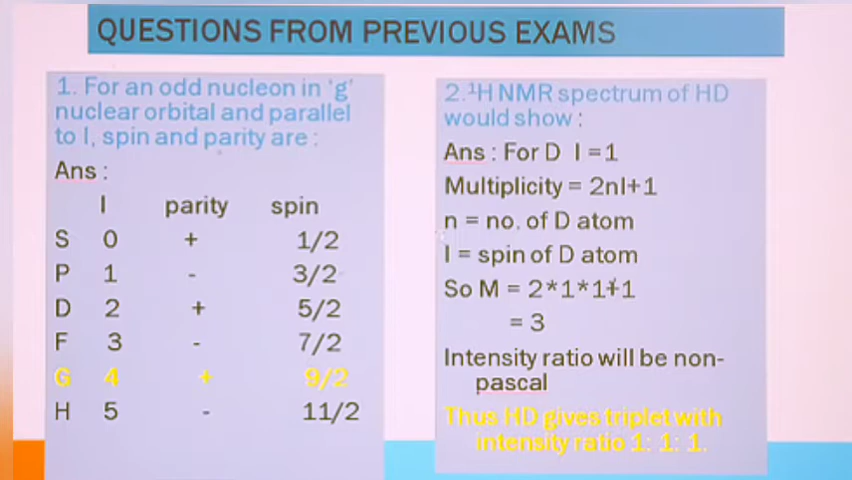 QUESTIONS FROM PREVIOUS EXAMS
1. For an odd nucleon in ‘g’
nuclear orbital and parallel
to l, spin and parity are :
Ans :
l parity spin
S 0 + 1/2
P 1 - 3/2
D 2 + 5/2
F 3 - 7/2
G 4 + 9/2
H 5 - 11/2
2.¹H NMR spectrum of HD
would show :
Ans : For D I =1
Multiplicity = 2nI+1
n = no. of D atom
I = spin of D atom
So M = 2*1*1+1
= 3
Intensity ratio will be non-
pascal
Thus HD gives triplet with
intensity ratio 1: 1: 1.